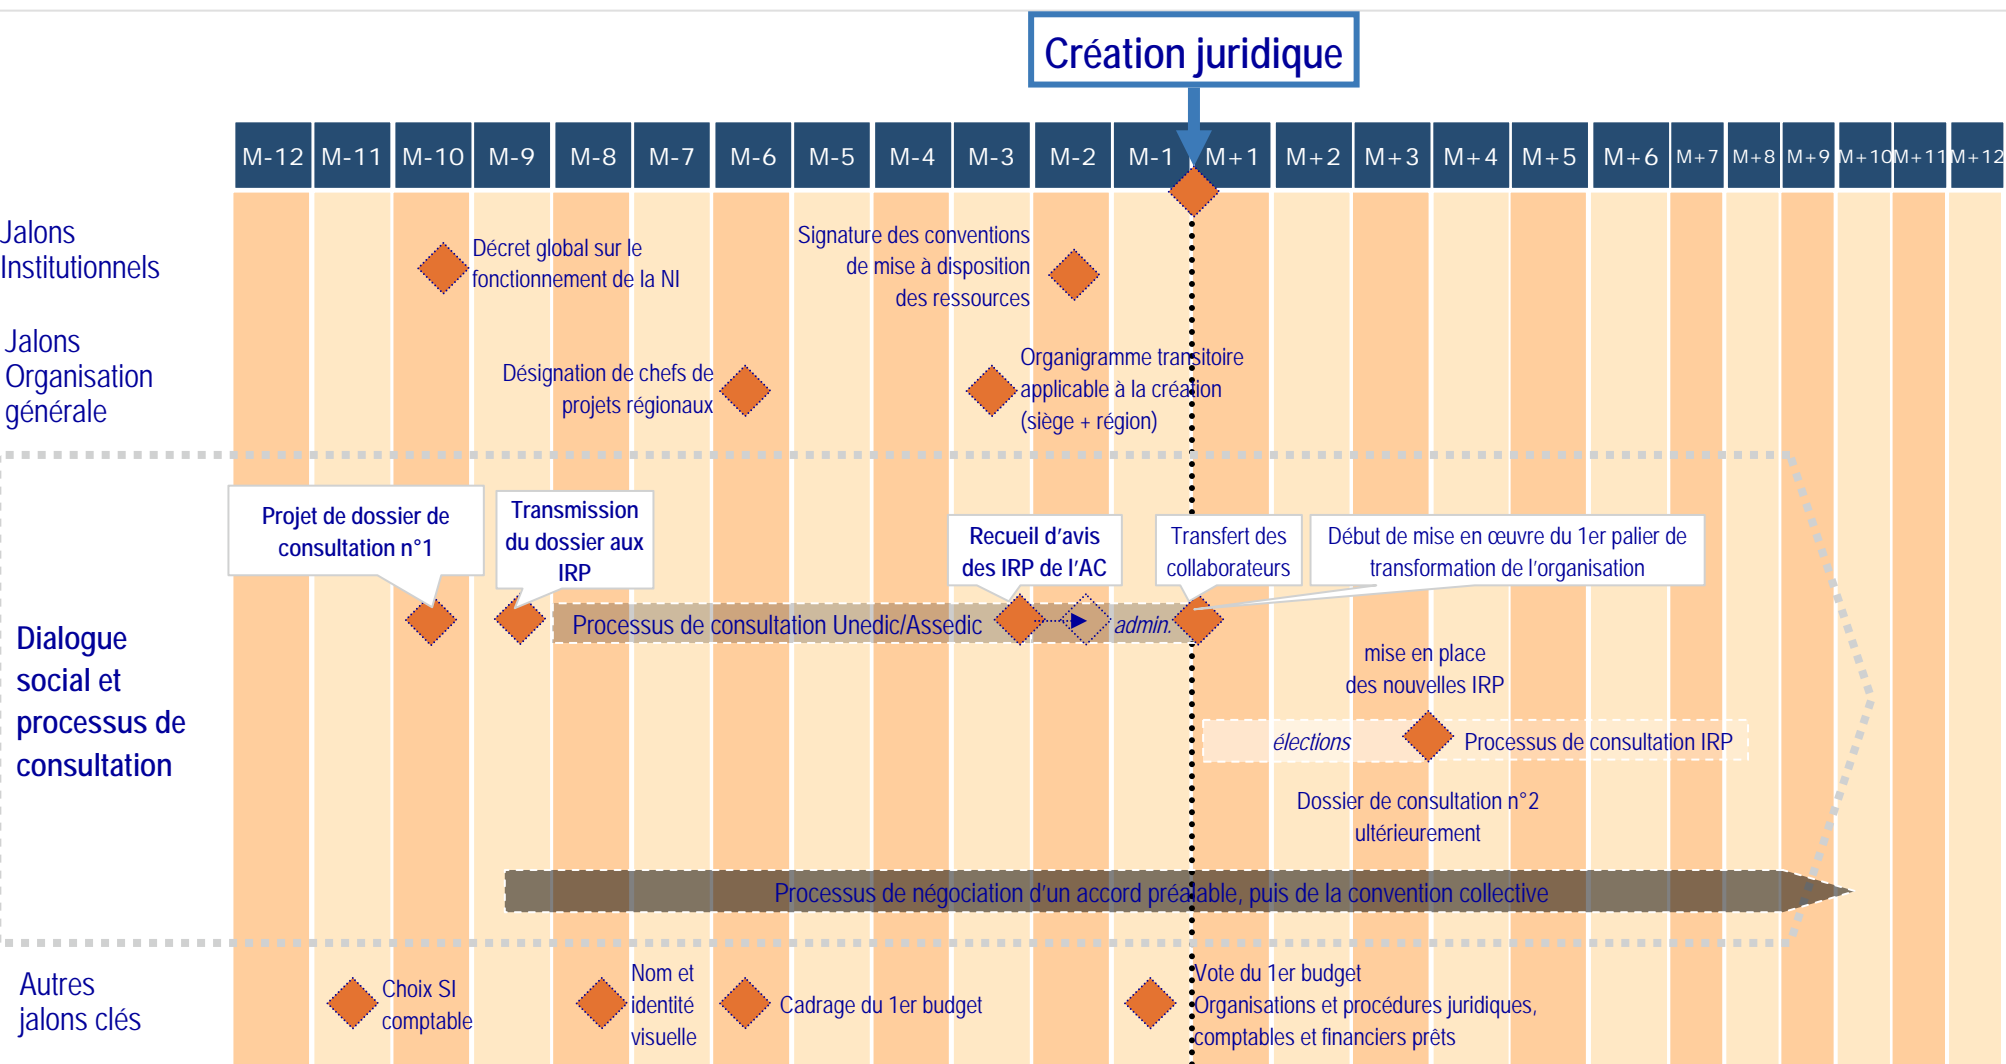 Création juridique
M-12 M-11 M-10 M-9 M-8 M-7 M-6 M-5 M-4 M-3 M-2 M-1 M+1 M+2 M+3 M+4 M+5 M+6 M+7 M+8 M+9 M+10 M+11 M+12
Jalons
Institutionnels
Décret global sur le
fonctionnement de la NI
Signature des conventions
de mise à disposition
des ressources
Jalons
Organisation
générale
Désignation de chefs de
projets régionaux
Organigramme transitoire
applicable à la création
(siège + région)
Dialogue
social et
processus de
consultation
Projet de dossier de
consultation n°1
Transmission
du dossier aux
IRP
Recueil d'avis
des IRP de l'AC
Transfert des
collaborateurs
Début de mise en œuvre du 1er palier de
transformation de l'organisation
Processus de consultation Unedic/Assedic
admin.
mise en place
des nouvelles IRP
élections
Processus de consultation IRP
Dossier de consultation n°2
ultérieurement
Processus de négociation d'un accord préalable, puis de la convention collective
Autres
jalons clés
Choix SI
comptable
Nom et
identité
visuelle
Cadrage du 1er budget
Vote du 1er budget
Organisations et procédures juridiques,
comptables et financiers prêts